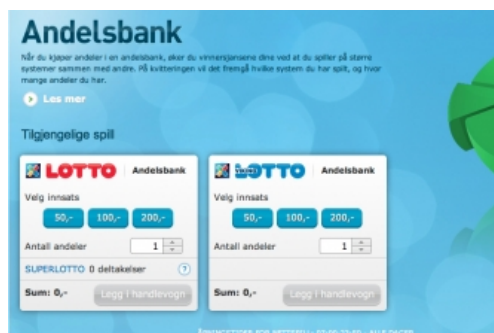 Andelsbank
Når du kjøper andeler i en andelsbank, øker du vinnersjansene dine ved at du spiller på større
systemer sammen med andre. På kvitteringen vil det fremgå hvilke system du har spilt, og hvor
mange andeler du har.
Les mer
Tilgjengelige spill
LOTTO Andelsbank
Velg innsats
50,- 100,- 200,-
Antall andeler 1
SUPERLOTTO 0 deltakelser ?
Sum: 0,- Legg i handlevogn
VIKING LOTTO Andelsbank
Velg innsats
50,- 100,- 200,-
Antall andeler 1
Sum: 0,- Legg i handlevogn